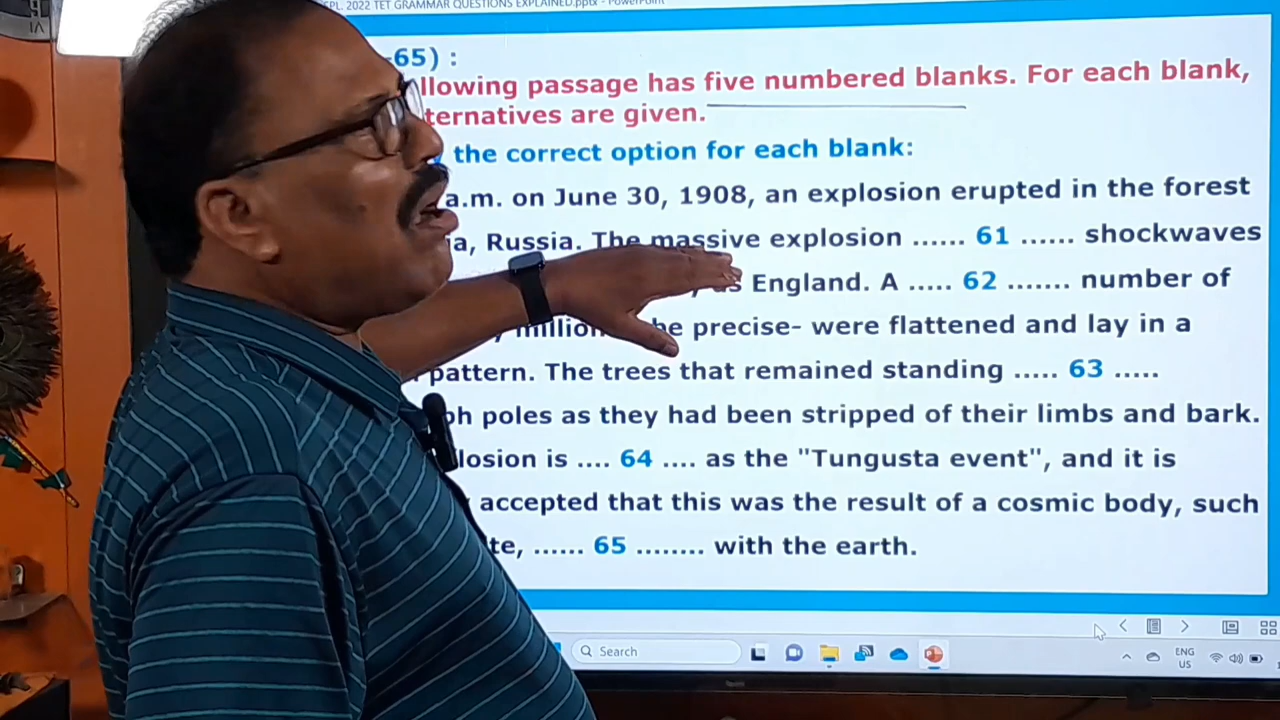 SPL. 2022 TET GRAMMAR QUESTIONS EXPLAINED.pptx - PowerPoint
-65) :
llowing passage has five numbered blanks. For each blank,
ternatives are given.
the correct option for each blank:
a.m. on June 30, 1908, an explosion erupted in the forest
ia, Russia. The massive explosion ...... 61 ...... shockwaves
as England. A ..... 62 ....... number of
million be precise- were flattened and lay in a
pattern. The trees that remained standing ..... 63 .....
ph poles as they had been stripped of their limbs and bark.
losion is .... 64 .... as the "Tungusta event", and it is
accepted that this was the result of a cosmic body, such
te, ...... 65 ........ with the earth.
Search
ENG
US